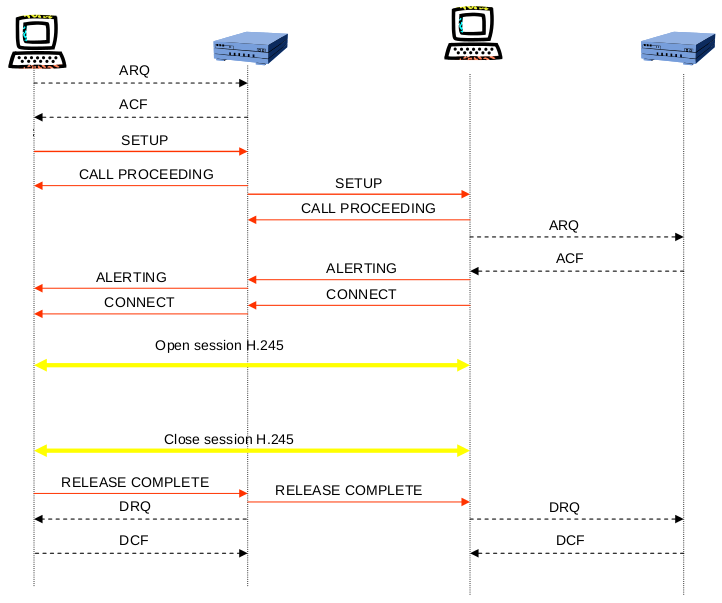 ARQ
ACF
SETUP
CALL PROCEEDING
SETUP
CALL PROCEEDING
ARQ
ACF
ALERTING
ALERTING
CONNECT
CONNECT
Open session H.245
Close session H.245
RELEASE COMPLETE
RELEASE COMPLETE
DRQ
DRQ
DCF
DCF